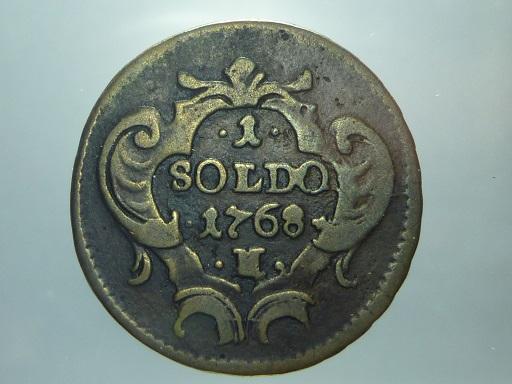 · 1 ·
SOLDO
· 1768
· H ·